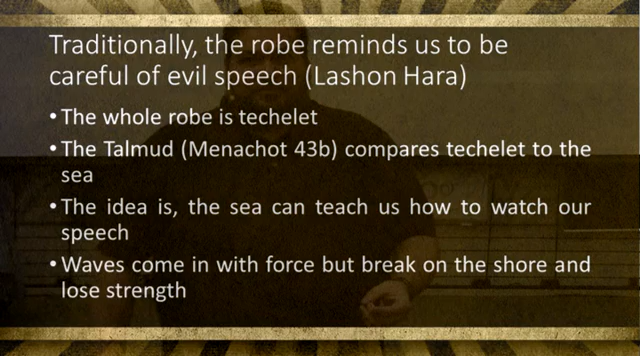 Traditionally, the robe reminds us to be
careful of evil speech (Lashon Hara)
• The whole robe is techelet
• The Talmud (Menachot 43b) compares techelet to the
sea
• The idea is, the sea can teach us how to watch our
speech
• Waves come in with force but break on the shore and
lose strength